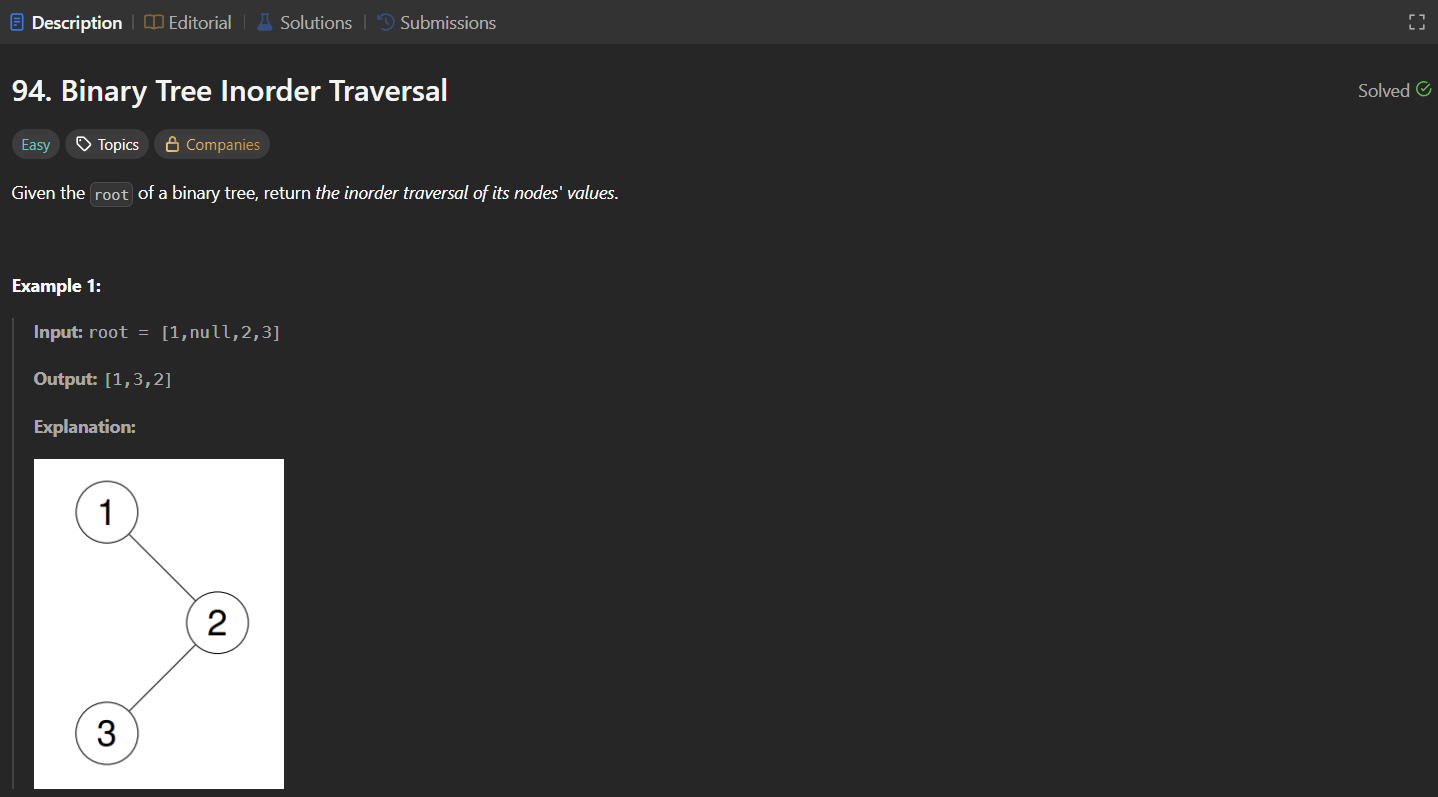 Description Editorial Solutions Submissions
94. Binary Tree Inorder Traversal
Solved
Easy Topics Companies
Given the root of a binary tree, return the inorder traversal of its nodes' values.
Example 1:
Input: root = [1,null,2,3]
Output: [1,3,2]
Explanation:
1
2
3